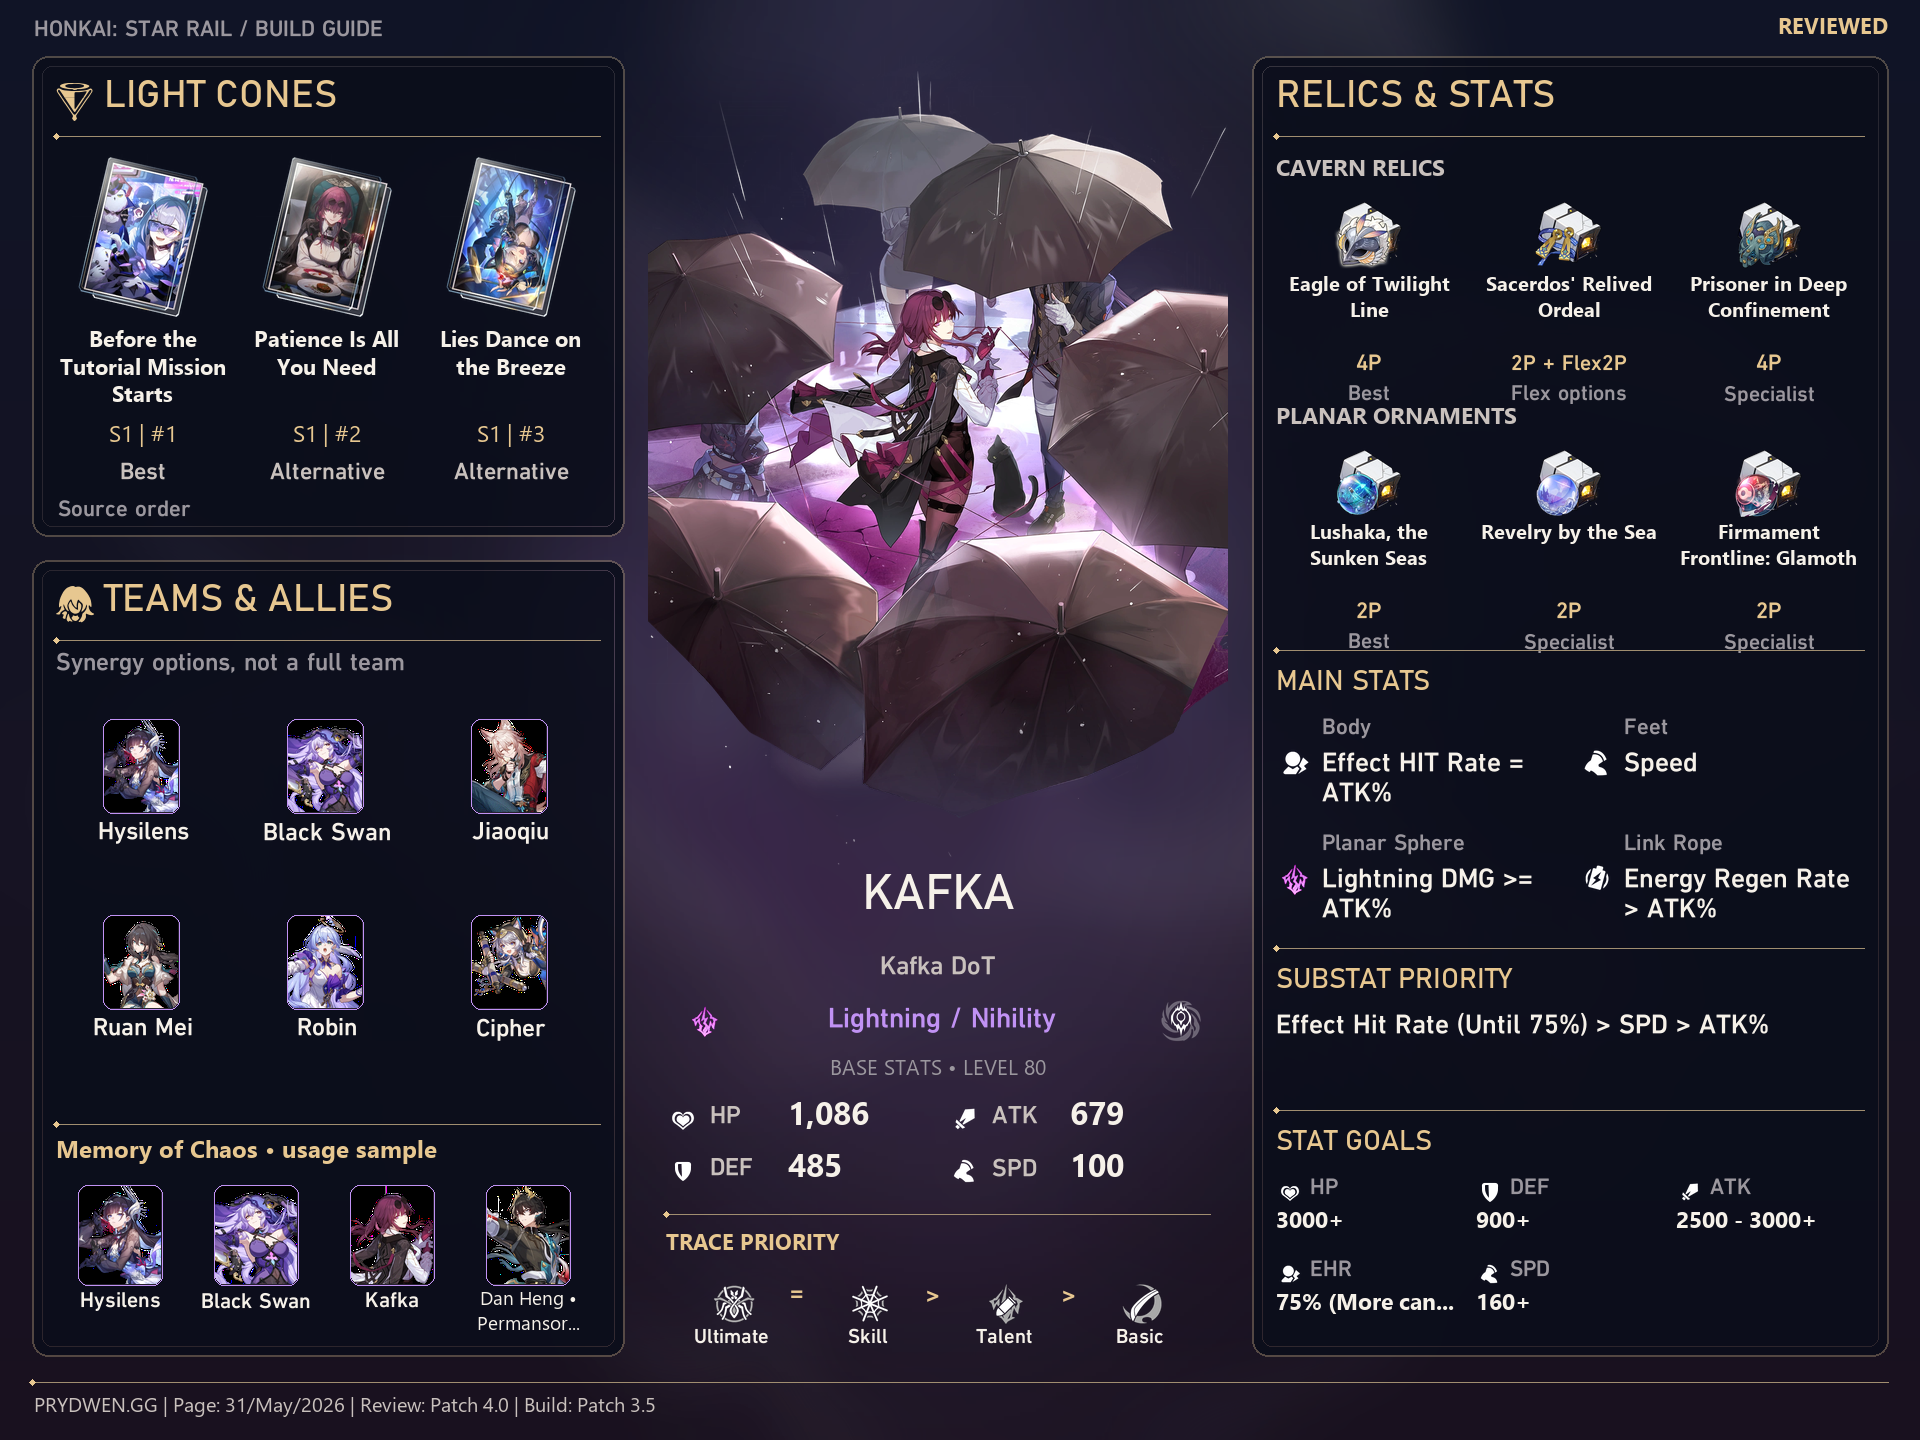 HONKAI: STAR RAIL / BUILD GUIDE
REVIEWED
LIGHT CONES
Before the
Tutorial Mission
Starts
S1 | #1
Best
Patience Is All
You Need
S1 | #2
Alternative
Lies Dance on
the Breeze
S1 | #3
Alternative
Source order
TEAMS & ALLIES
Synergy options, not a full team
Hysilens
Black Swan
Jiaoqiu
Ruan Mei
Robin
Cipher
Memory of Chaos • usage sample
Hysilens
Black Swan
Kafka
Dan Heng •
Permansor...
KAFKA
Kafka DoT
Lightning / Nihility
BASE STATS • LEVEL 80
HP 1,086
ATK 679
DEF 485
SPD 100
TRACE PRIORITY
Ultimate = Skill > Talent > Basic
RELICS & STATS
CAVERN RELICS
Eagle of Twilight
Line
4P
Best
Sacerdos' Relived
Ordeal
2P + Flex2P
Flex options
Prisoner in Deep
Confinement
4P
Specialist
PLANAR ORNAMENTS
Lushaka, the
Sunken Seas
2P
Best
Revelry by the Sea
2P
Specialist
Firmament
Frontline: Glamoth
2P
Specialist
MAIN STATS
Body
Effect HIT Rate =
ATK%
Feet
Speed
Planar Sphere
Lightning DMG >=
ATK%
Link Rope
Energy Regen Rate
> ATK%
SUBSTAT PRIORITY
Effect Hit Rate (Until 75%) > SPD > ATK%
STAT GOALS
HP
3000+
DEF
900+
ATK
2500 - 3000+
EHR
75% (More can...
SPD
160+
PRYDWEN.GG | Page: 31/May/2026 | Review: Patch 4.0 | Build: Patch 3.5